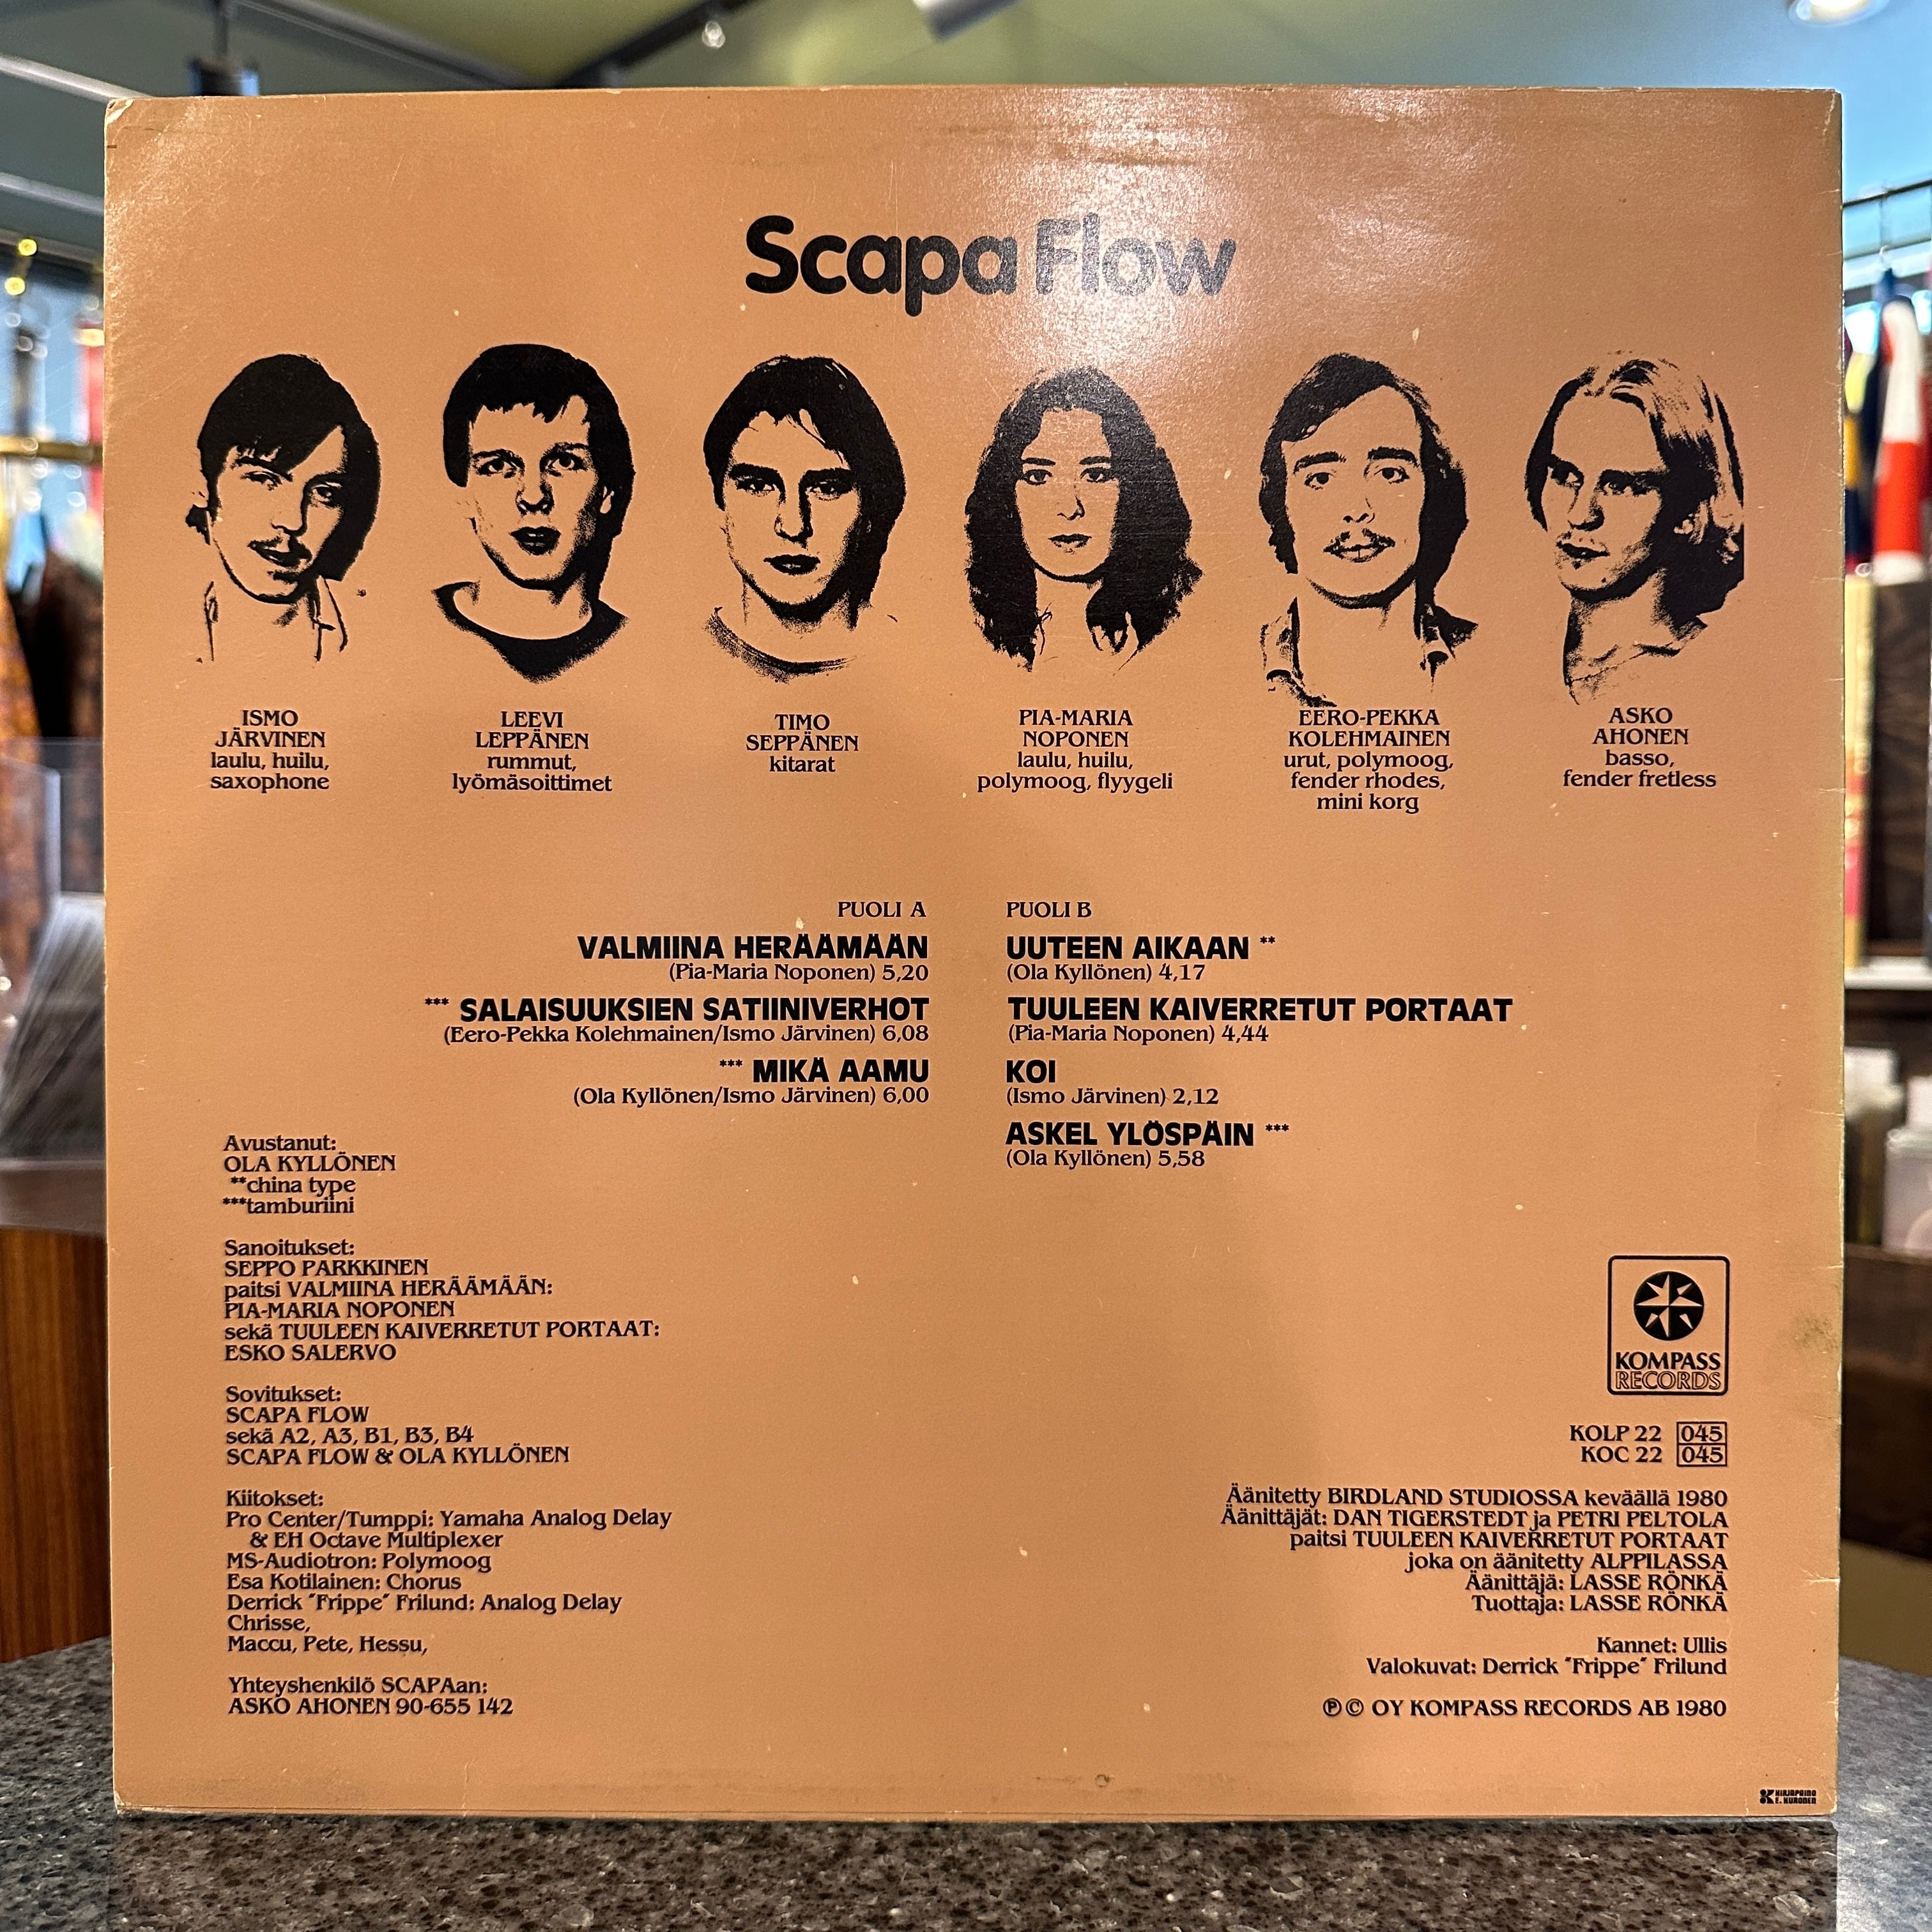 Scapa Flow
ISMO
JÄRVINEN
laulu, huilu,
saxophone
LEEVI
LEPPÄNEN
rummut,
lyömäsoittimet
TIMO
SEPPÄNEN
kitarat
PIA-MARIA
NOPONEN
laulu, huilu,
polymoog, flyygeli
EERO-PEKKA
KOLEHMAINEN
urut, polymoog,
fender rhodes,
mini korg
ASKO
AHONEN
basso,
fender fretless
PUOLI A
VALMIINA HERÄÄMÄÄN
(Pia-Maria Noponen) 5,20
*** SALAISUUKSIEN SATIINIVERHOT
(Eero-Pekka Kolehmainen/Ismo Järvinen) 6,08
*** MIKÄ AAMU
(Ola Kyllönen/Ismo Järvinen) 6,00
PUOLI B
UUTEEN AIKAAN **
(Ola Kyllönen) 4,17
TUULEEN KAIVERRETUT PORTAAT
(Pia-Maria Noponen) 4,44
KOI
(Ismo Järvinen) 2,12
ASKEL YLÖSPÄIN ***
(Ola Kyllönen) 5,58
Avustanut:
OLA KYLLÖNEN
**china type
***tamburiini
Sanoitukset:
SEPPO PARKKINEN
paitsi VALMIINA HERÄÄMÄÄN:
PIA-MARIA NOPONEN
sekä TUULEEN KAIVERRETUT PORTAAT:
ESKO SALERVO
Sovitukset:
SCAPA FLOW
sekä A2, A3, B1, B3, B4
SCAPA FLOW & OLA KYLLÖNEN
Kiitokset:
Pro Center/Tumppi: Yamaha Analog Delay
& EH Octave Multiplexer
MS-Audiotron: Polymoog
Esa Kotilainen: Chorus
Derrick "Frippe" Frilund: Analog Delay
Chrisse,
Maccu, Pete, Hessu,
Yhteyshenkilö SCAPAan:
ASKO AHONEN 90-655 142
KOMPASS
RECORDS
KOLP 22 045
KOC 22 045
Äänitetty BIRDLAND STUDIOSSA keväällä 1980
Äänittäjät: DAN TIGERSTEDT ja PETRI PELTOLA
paitsi TUULEEN KAIVERRETUT PORTAAT
joka on äänitetty ALPPILASSA
Äänittäjä: LASSE RÖNKÄ
Tuottaja: LASSE RÖNKÄ
Kannet: Ullis
Valokuvat: Derrick "Frippe" Frilund
℗ © OY KOMPASS RECORDS AB 1980
KIRJAPAINO
E. KURONEN